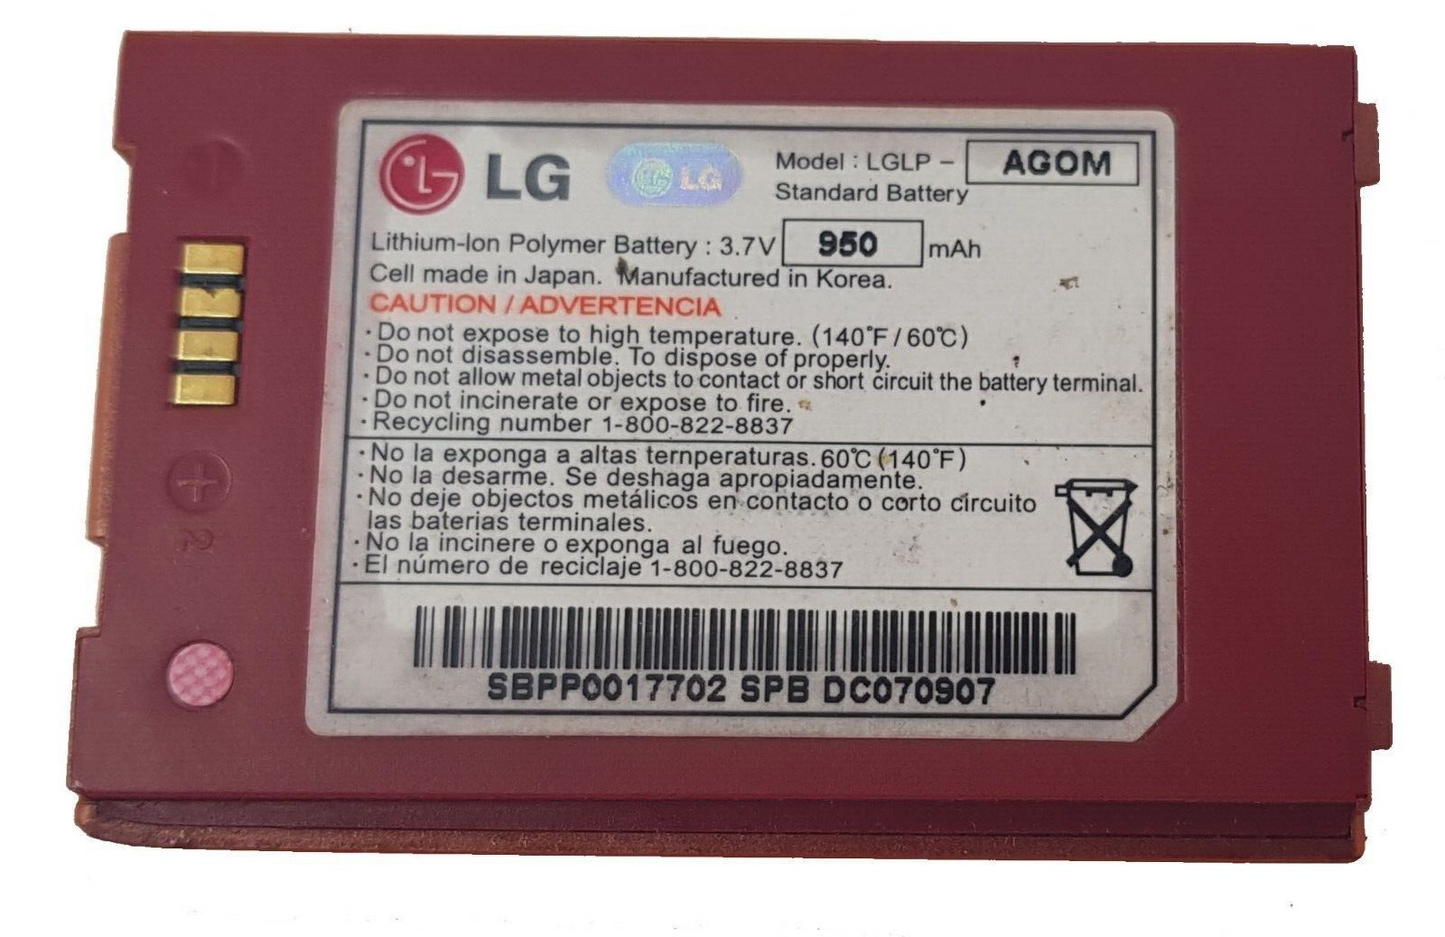 LG LG Model : LGLP - AGOM
Standard Battery
Lithium-Ion Polymer Battery : 3.7V 950 mAh
Cell made in Japan. Manufactured in Korea.
CAUTION / ADVERTENCIA
· Do not expose to high temperature. (140°F / 60°C)
· Do not disassemble. To dispose of properly.
· Do not allow metal objects to contact or short circuit the battery terminal.
· Do not incinerate or expose to fire.
· Recycling number 1-800-822-8837
· No la exponga a altas ternperaturas. 60°C (140°F)
· No la desarme. Se deshaga apropiadamente.
· No deje objectos metálicos en contacto o corto circuito
las baterias terminales.
· No la incinere o exponga al fuego.
· El número de reciclaje 1-800-822-8837
SBPP0017702 SPB DC070907
+
2